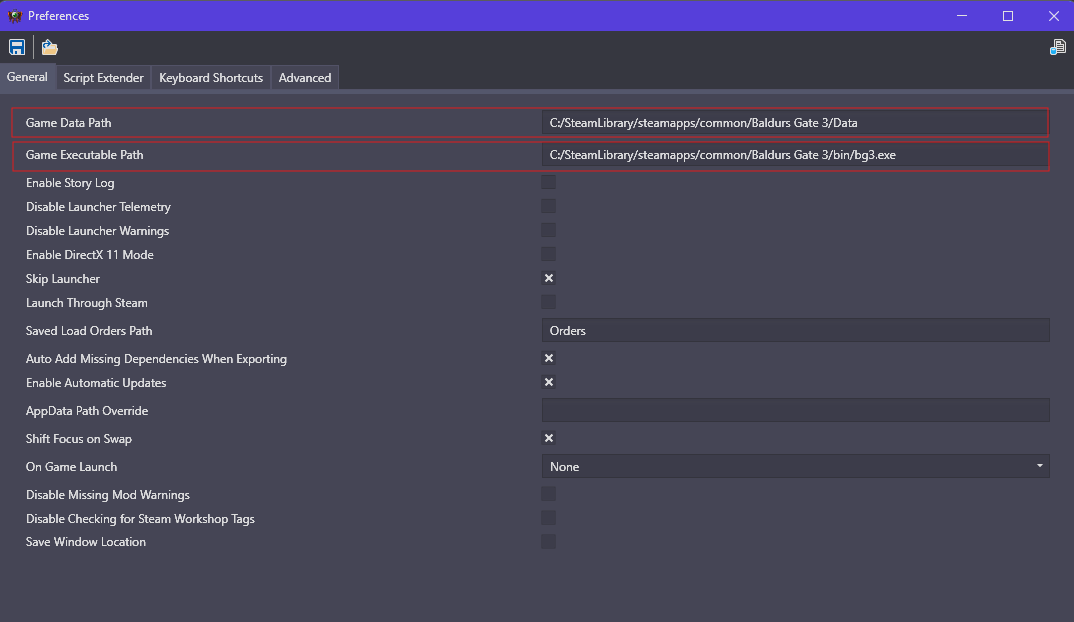 Preferences
General Script Extender Keyboard Shortcuts Advanced
Game Data Path C:/SteamLibrary/steamapps/common/Baldurs Gate 3/Data
Game Executable Path C:/SteamLibrary/steamapps/common/Baldurs Gate 3/bin/bg3.exe
Enable Story Log
Disable Launcher Telemetry
Disable Launcher Warnings
Enable DirectX 11 Mode
Skip Launcher
Launch Through Steam
Saved Load Orders Path Orders
Auto Add Missing Dependencies When Exporting
Enable Automatic Updates
AppData Path Override
Shift Focus on Swap
On Game Launch None
Disable Missing Mod Warnings
Disable Checking for Steam Workshop Tags
Save Window Location